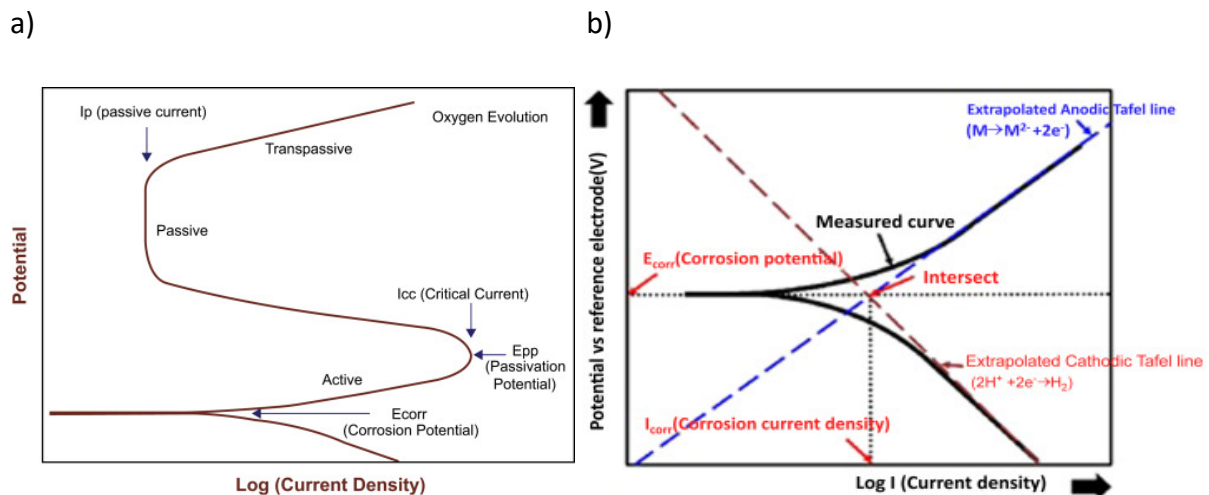 a)
b)
Ip (passive current)
Oxygen Evolution
Transpassive
Passive
Icc (Critical Current)
Epp
(Passivation
Potential)
Active
Ecorr
(Corrosion Potential)
Potential
Log (Current Density)
Extrapolated Anodic Tafel line
(M→M²⁻+2e⁻)
Measured curve
E_corr(Corrosion potential)
Intersect
Extrapolated Cathodic Tafel line
(2H⁺ +2e⁻→H₂)
I_corr(Corrosion current density)
Potential vs reference electrode(V)
Log I (Current density)